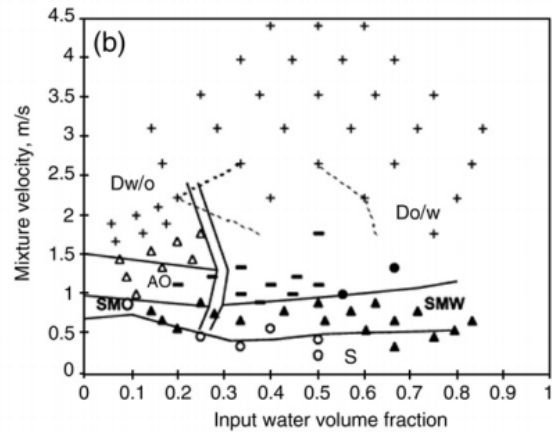 (b)
4.5
4
3.5
3
2.5
2
1.5
1
0.5
0
Mixture velocity, m/s
Dw/o
Do/w
AO
SMO
SMW
S
0 0.1 0.2 0.3 0.4 0.5 0.6 0.7 0.8 0.9 1
Input water volume fraction